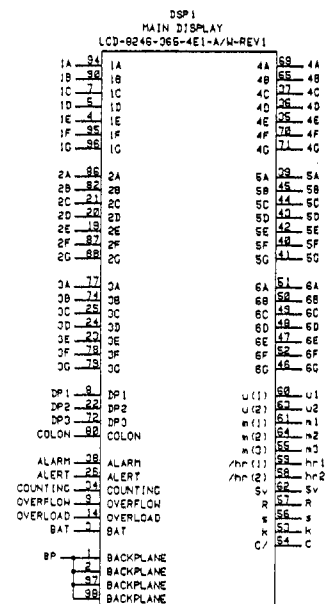 DSP1
MAIN DISPLAY
LCD-8246-365-4E1-A/W-REV1
1A 94 1A 4A 69 4A
1B 90 1B 4B 65 4B
1C 7 1C 4C 37 4C
1D 5 1D 4D 36 4D
1E 4 1E 4E 35 4E
1F 95 1F 4F 70 4F
1G 96 1G 4G 71 4G
2A 86 2A 5A 39 5A
2B 82 2B 5B 45 5B
2C 21 2C 5C 44 5C
2D 20 2D 5D 43 5D
2E 19 2E 5E 42 5E
2F 87 2F 5F 40 5F
2G 88 2G 5G 41 5G
3A 77 3A 6A 51 6A
3B 74 3B 6B 50 6B
3C 25 3C 6C 49 6C
3D 24 3D 6D 48 6D
3E 23 3E 6E 47 6E
3F 78 3F 6F 52 6F
3G 79 3G 6G 46 6G
DP1 8 DP1 u(1) 60 u1
DP2 22 DP2 u(2) 63 u2
DP3 72 DP3 m(1) 61 m1
COLON 80 COLON m(2) 64 m2
m(3) 55 m3
ALARM 38 ALARM /hr(1) 59 hr1
ALERT 26 ALERT /hr(2) 58 hr2
COUNTING 34 COUNTING Sv 62 Sv
OVERFLOW 9 OVERFLOW R 57 R
OVERLOAD 14 OVERLOAD s 56 s
BAT 3 BAT K 53 k
C/ 54 C
BP 1 BACKPLANE
2 BACKPLANE
97 BACKPLANE
98 BACKPLANE